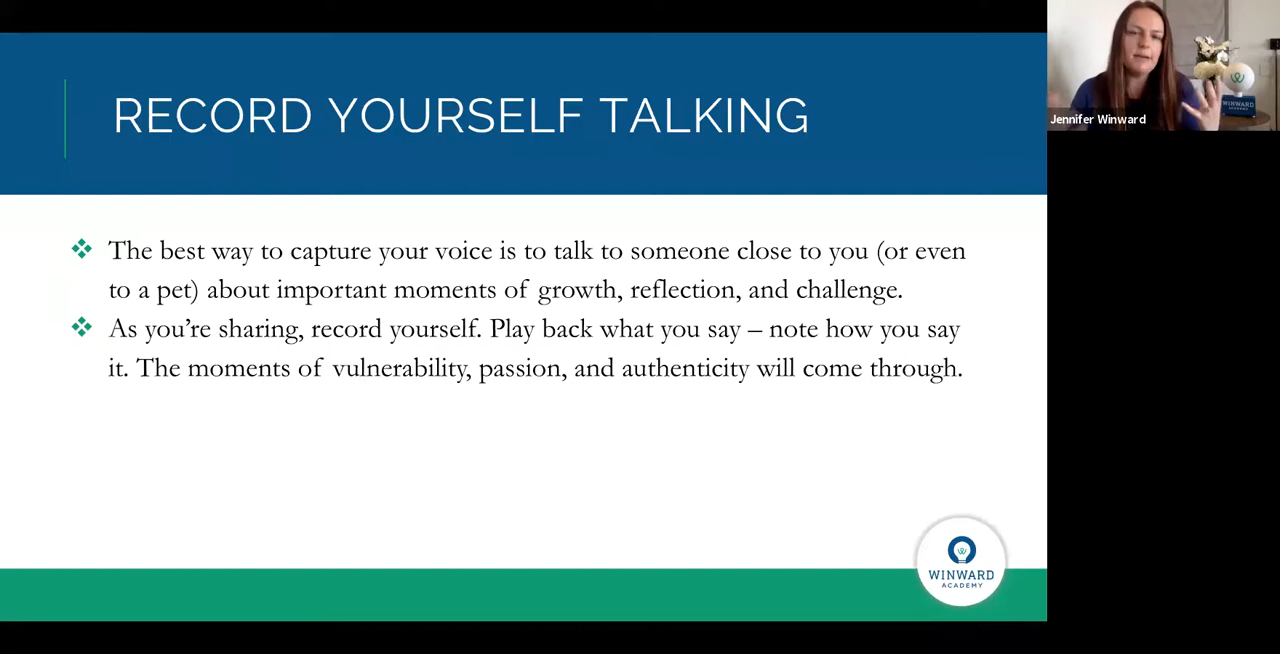 RECORD YOURSELF TALKING
Jennifer Winward
WINWARD
ACADEMY
The best way to capture your voice is to talk to someone close to you (or even
to a pet) about important moments of growth, reflection, and challenge.
As you’re sharing, record yourself. Play back what you say – note how you say
it. The moments of vulnerability, passion, and authenticity will come through.
WINWARD
ACADEMY